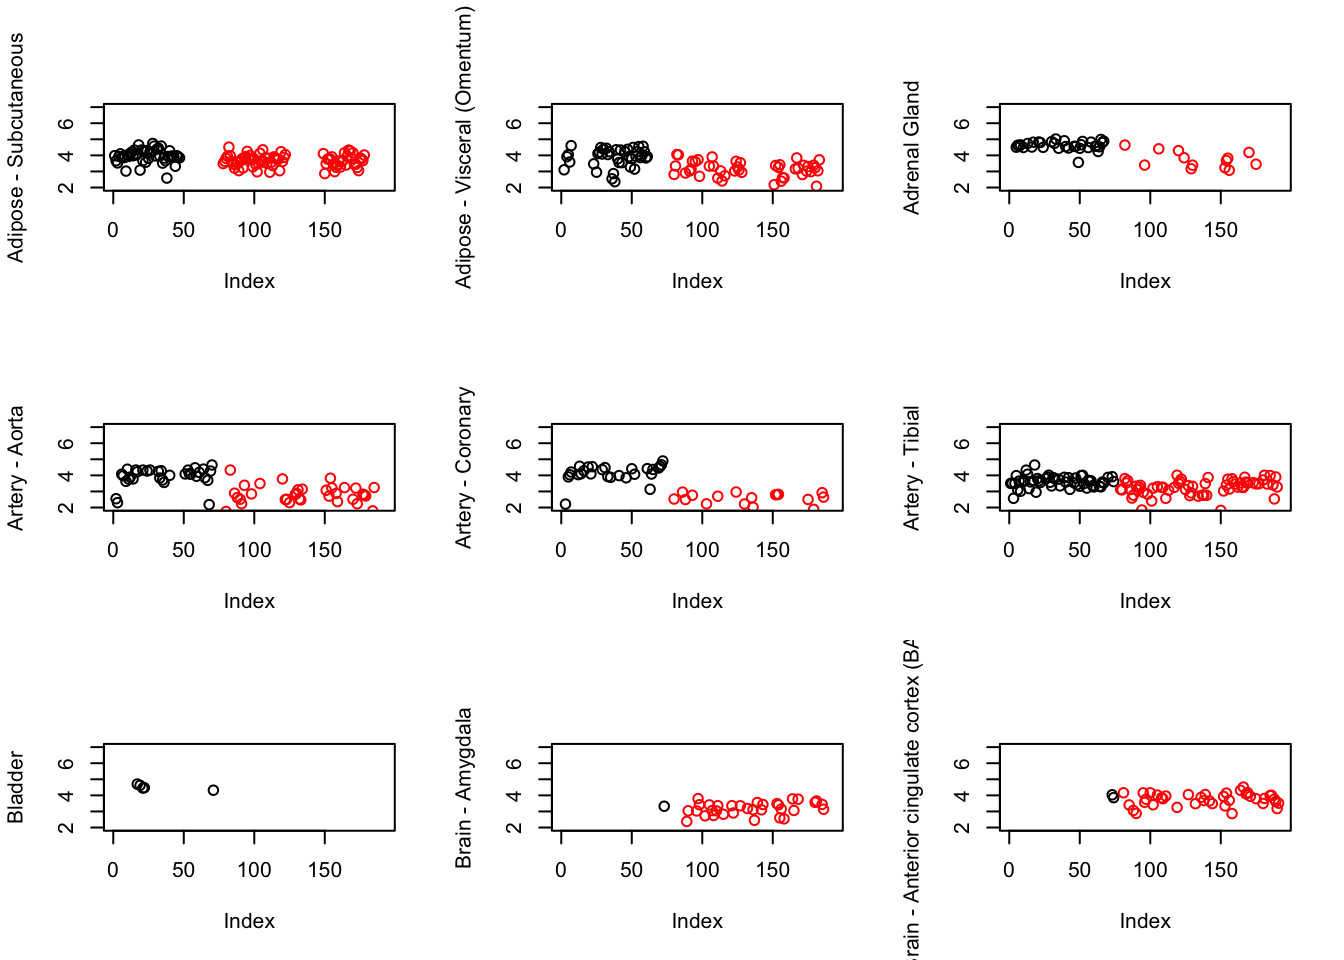 Adipose - Subcutaneous
2 4 6
0 50 100 150
Index
Adipose - Visceral (Omentum)
2 4 6
0 50 100 150
Index
Adrenal Gland
2 4 6
0 50 100 150
Index
Artery - Aorta
2 4 6
0 50 100 150
Index
Artery - Coronary
2 4 6
0 50 100 150
Index
Artery - Tibial
2 4 6
0 50 100 150
Index
Bladder
2 4 6
0 50 100 150
Index
Brain - Amygdala
2 4 6
0 50 100 150
Index
rain - Anterior cingulate cortex (BA
2 4 6
0 50 100 150
Index